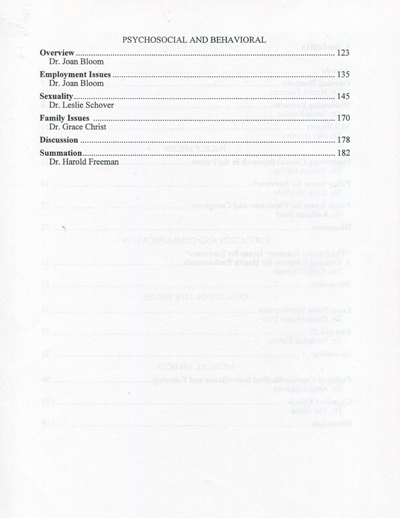 PSYCHOSOCIAL AND BEHAVIORAL
Overview ........ 123
Dr. Joan Bloom
Employment Issues ........ 135
Dr. Joan Bloom
Sexuality ........ 145
Dr. Leslie Schover
Family Issues ........ 170
Dr. Grace Christ
Discussion ........ 178
Summation ........ 182
Dr. Harold Freeman